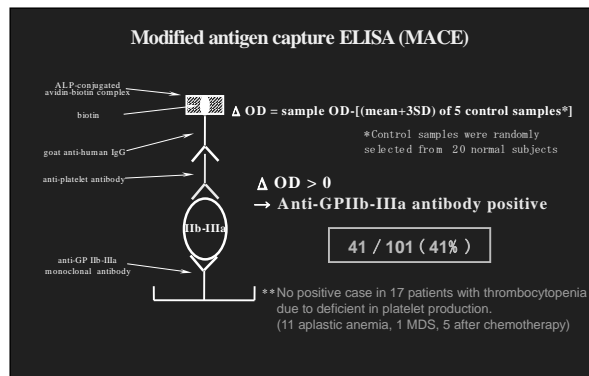 Modified antigen capture ELISA (MACE)
ALP-conjugated
avidin-biotin complex
biotin
Δ OD = sample OD-[(mean+3SD) of 5 control samples*]
*Control samples were randomly
selected from 20 normal subjects
goat anti-human IgG
anti-platelet antibody
Δ OD > 0
→ Anti-GPIIb-IIIa antibody positive
IIb-IIIa
41 / 101 ( 41% )
anti-GP IIb-IIIa
monoclonal antibody
**No positive case in 17 patients with thrombocytopenia
due to deficient in platelet production.
(11 aplastic anemia, 1 MDS, 5 after chemotherapy)